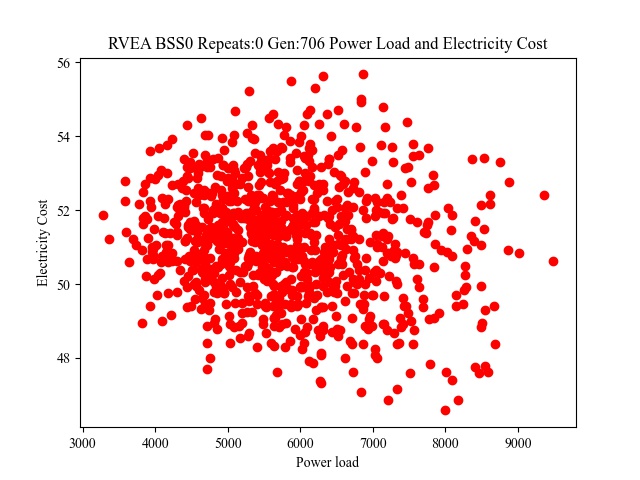 RVEA BSS0 Repeats:0 Gen:706 Power Load and Electricity Cost
56
54
52
50
48
Electricity Cost
3000 4000 5000 6000 7000 8000 9000
Power load